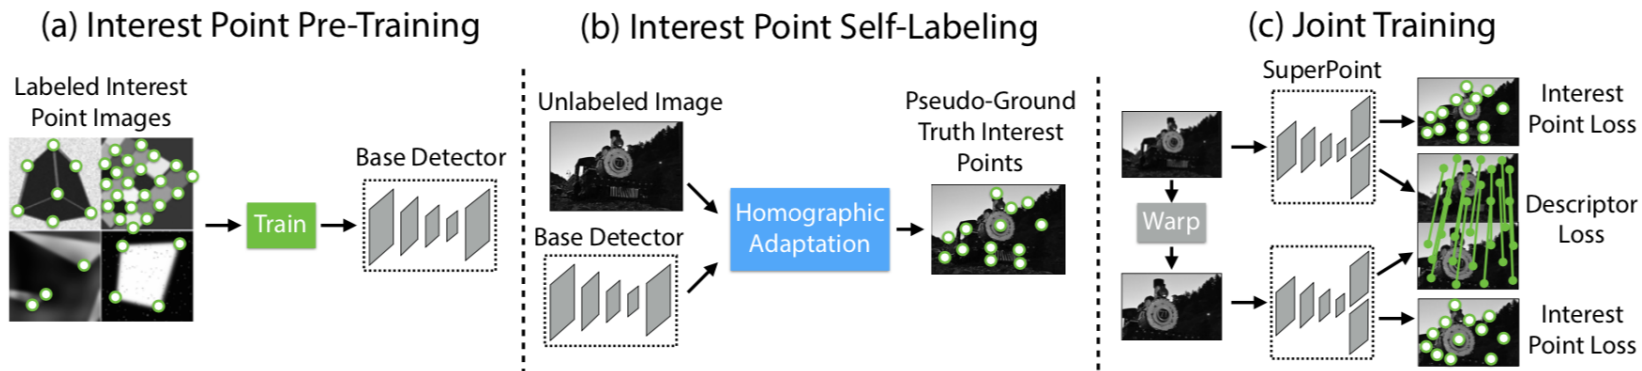 (a) Interest Point Pre-Training
Labeled Interest
Point Images
Train
Base Detector
(b) Interest Point Self-Labeling
Unlabeled Image
Base Detector
Homographic
Adaptation
Pseudo-Ground
Truth Interest
Points
(c) Joint Training
SuperPoint
Warp
Interest
Point Loss
Descriptor
Loss
Interest
Point Loss